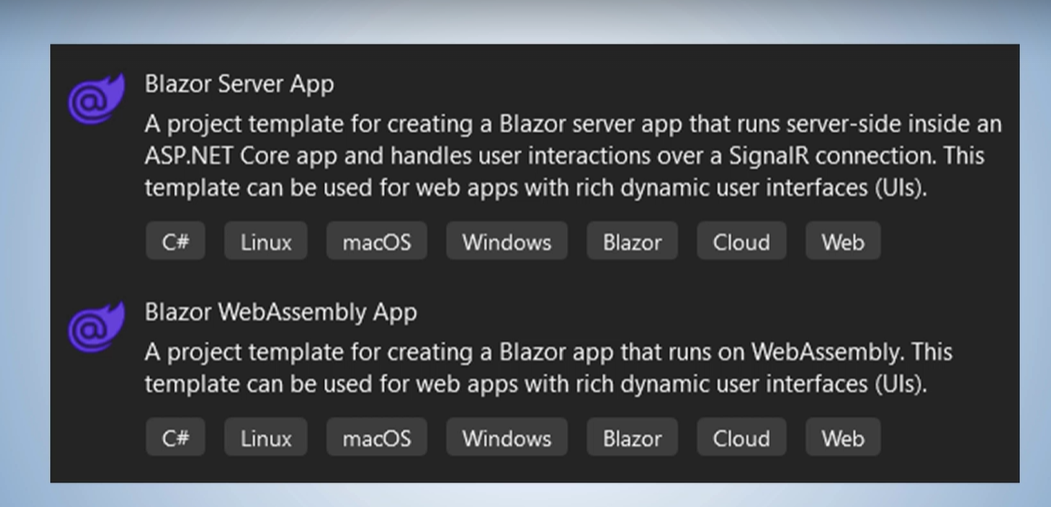 Blazor Server App
A project template for creating a Blazor server app that runs server-side inside an
ASP.NET Core app and handles user interactions over a SignalR connection. This
template can be used for web apps with rich dynamic user interfaces (UIs).
C# Linux macOS Windows Blazor Cloud Web
Blazor WebAssembly App
A project template for creating a Blazor app that runs on WebAssembly. This
template can be used for web apps with rich dynamic user interfaces (UIs).
C# Linux macOS Windows Blazor Cloud Web